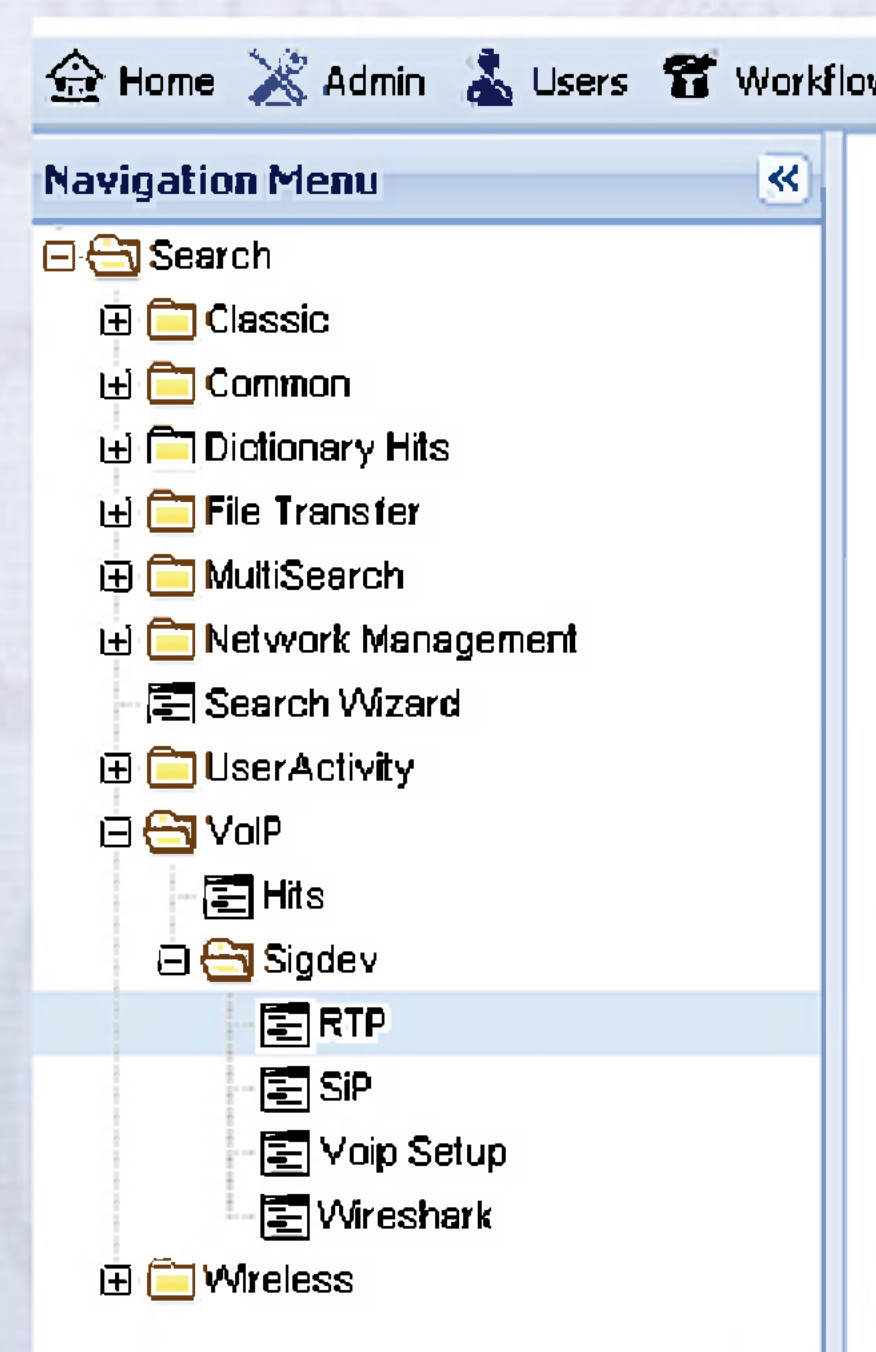 Home Admin Users Workflow
Navigation Menu
Search
Classic
Common
Dictionary Hits
File Transfer
MultiSearch
Network Management
Search Wizard
UserActivity
VoIP
Hits
Sigdev
RTP
SiP
Voip Setup
Wireshark
Wireless